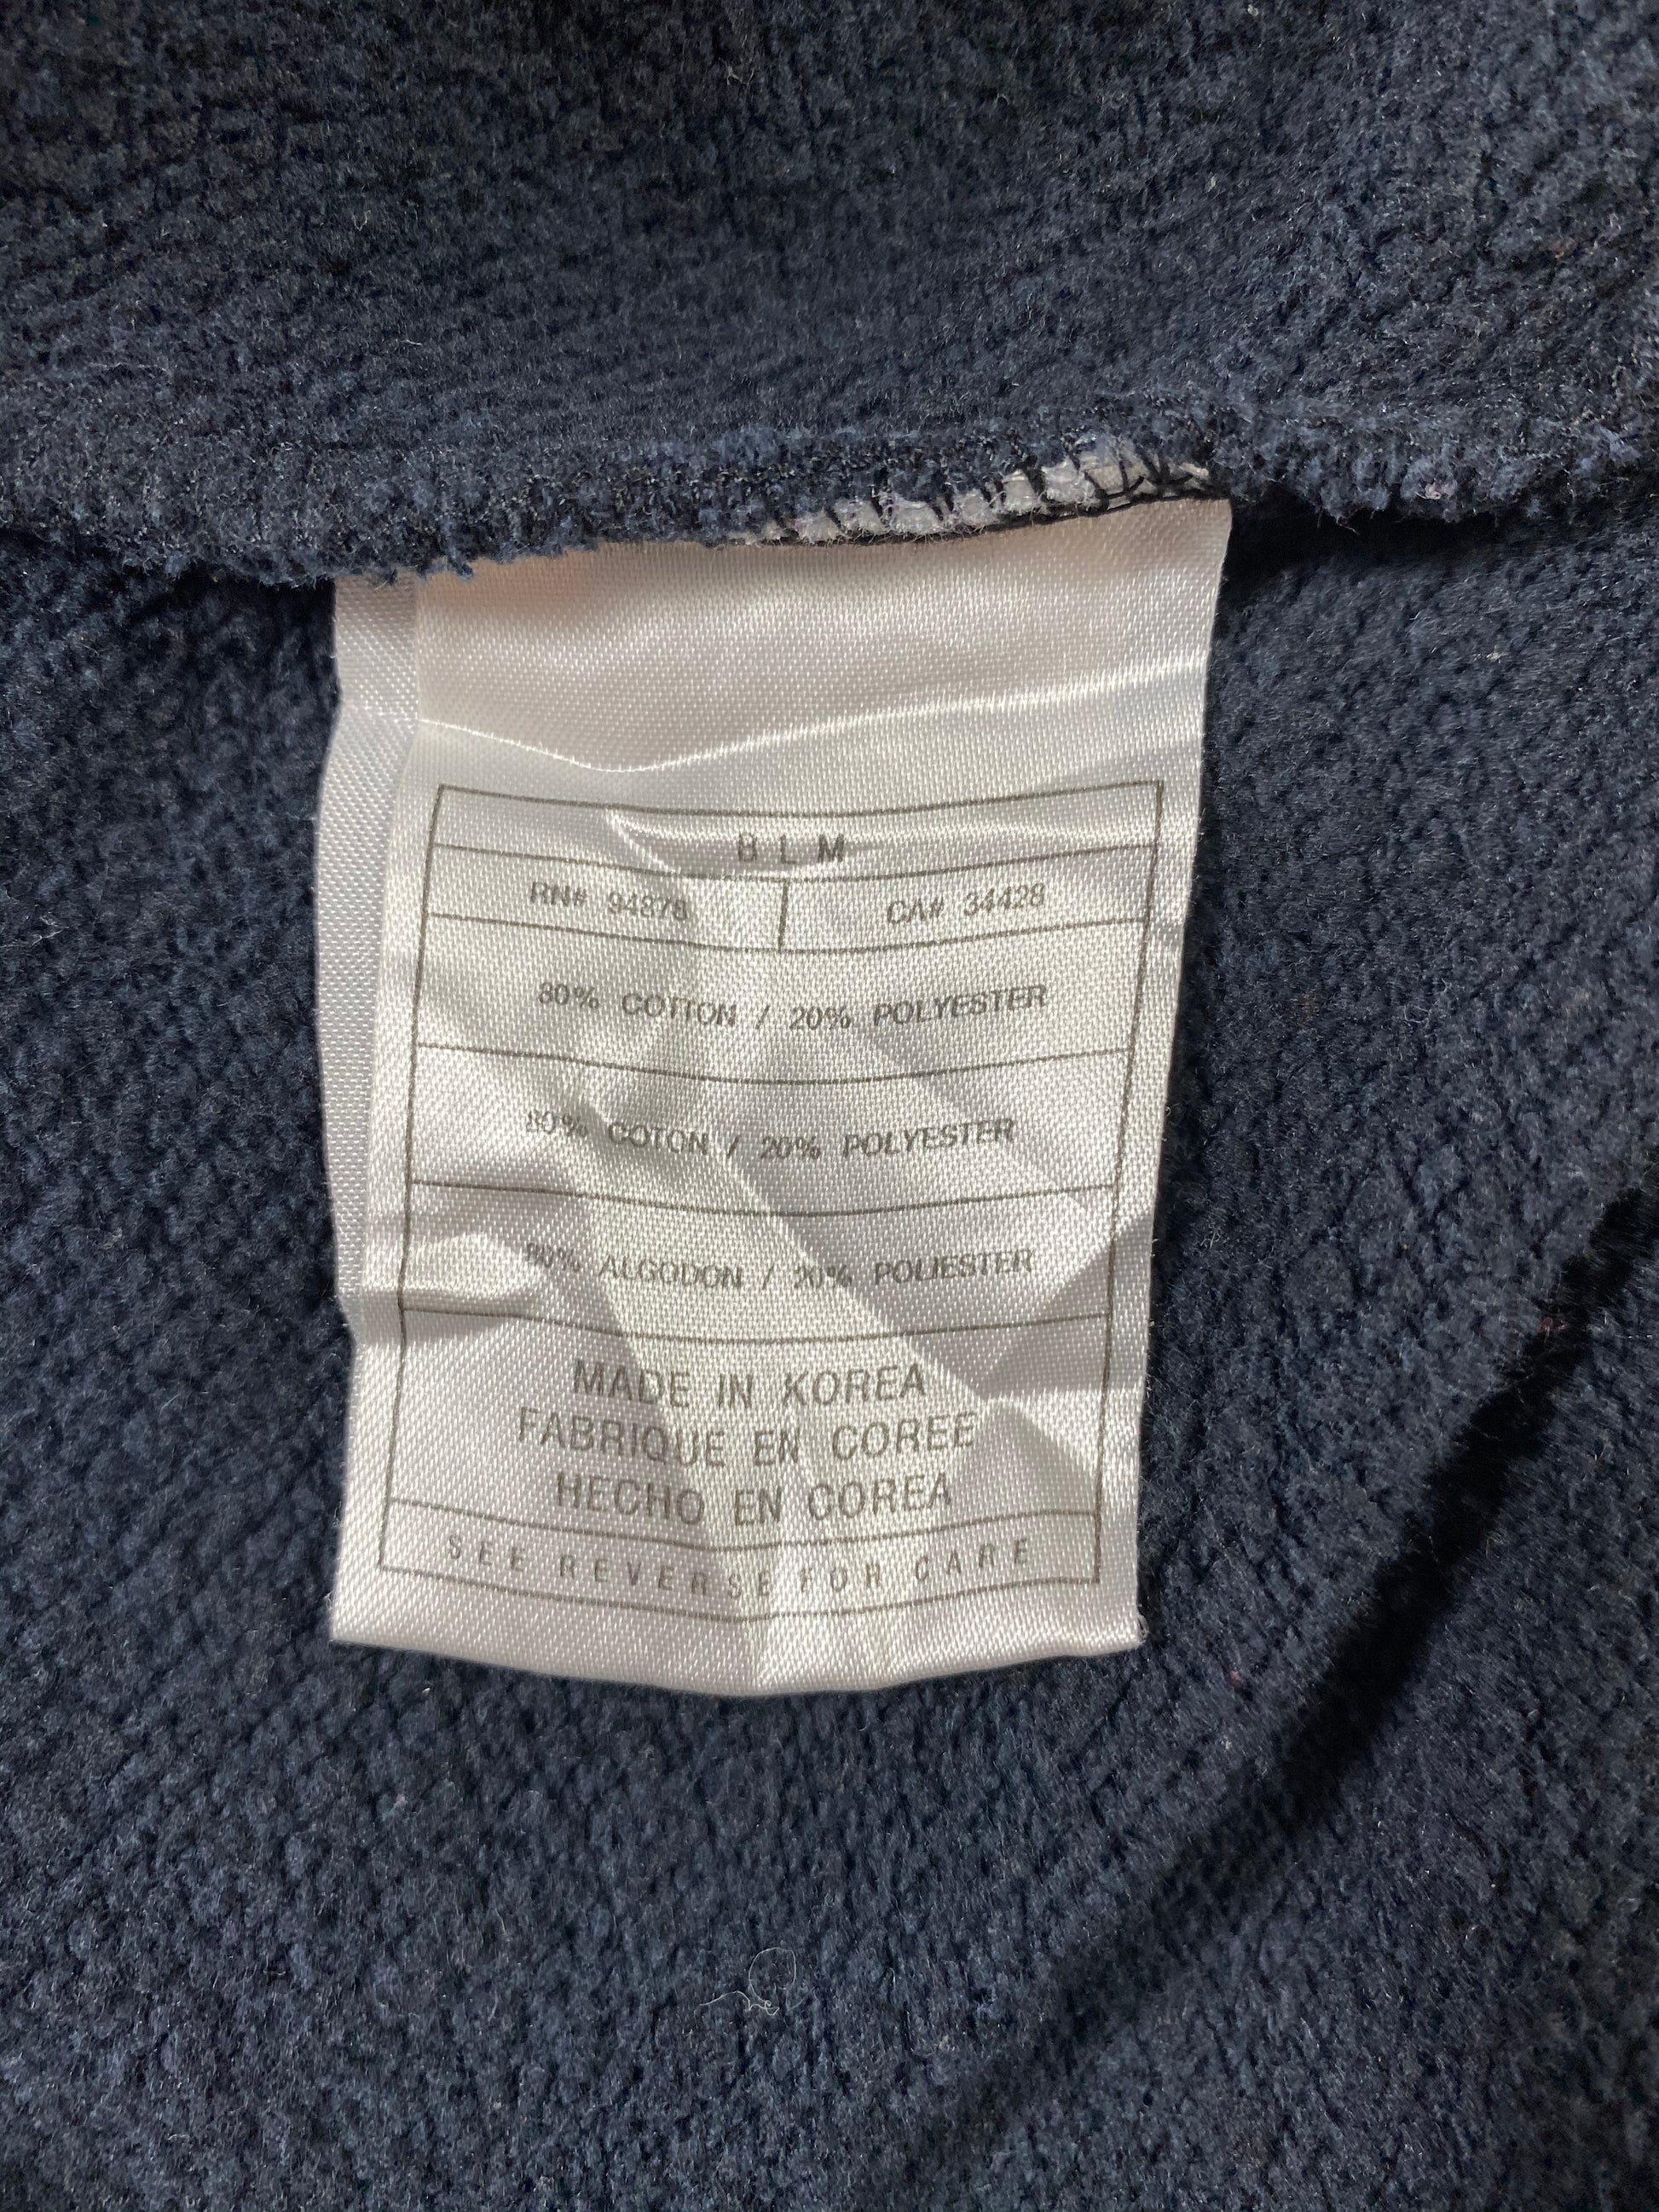 B L M
RN# 94878
CA# 34428
80% COTTON / 20% POLYESTER
80% COTON / 20% POLYESTER
80% ALGODON / 20% POLIESTER
MADE IN KOREA
FABRIQUE EN COREE
HECHO EN COREA
SEE REVERSE FOR CARE